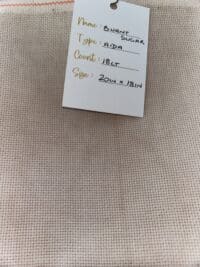 Name: BURNT
SUGAR
Type: AIDA
Count: 18CT
Size: 20IN x 18IN